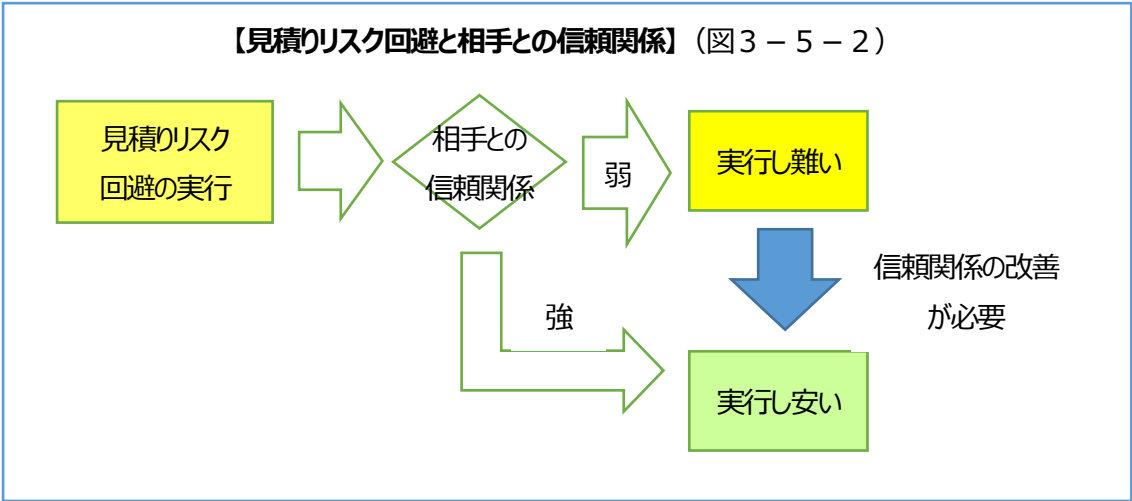 【見積りリスク回避と相手との信頼関係】（図３－５－２）
見積りリスク
回避の実行
相手との
信頼関係
弱
実行し難い
信頼関係の改善
が必要
強
実行し安い